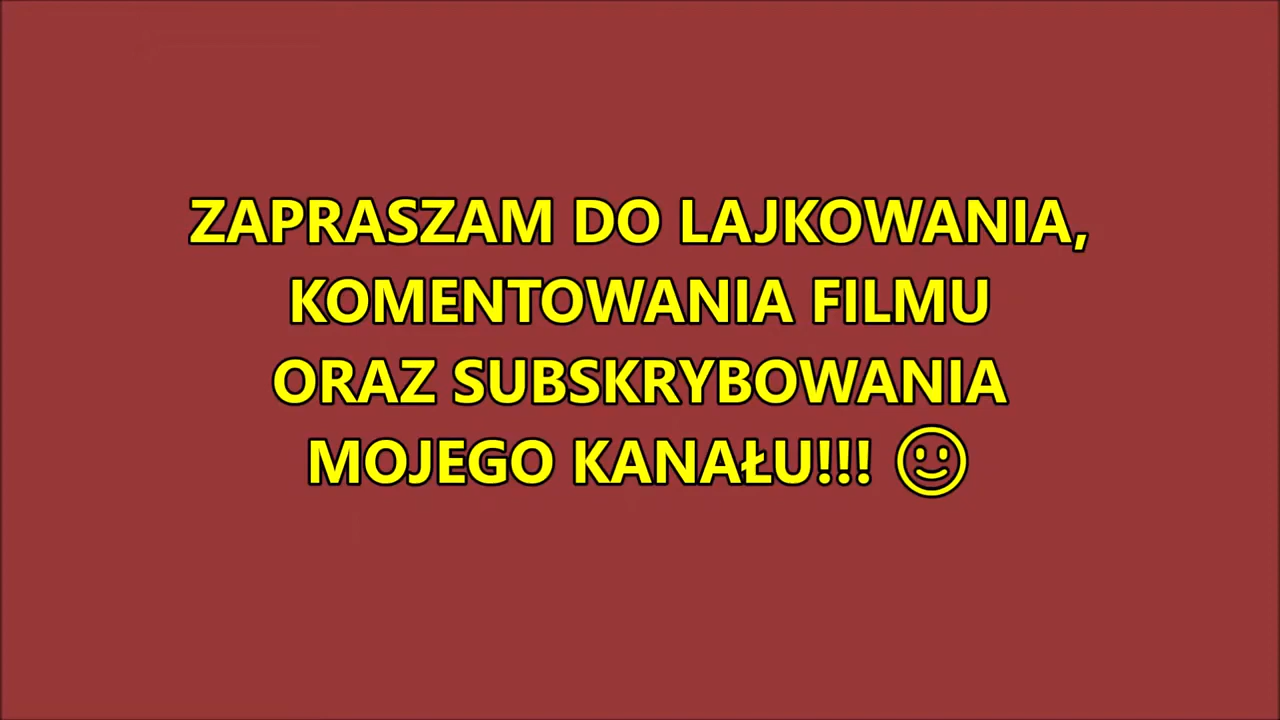 ZAPRASZAM DO LAJKOWANIA,
KOMENTOWANIA FILMU
ORAZ SUBSKRYBOWANIA
MOJEGO KANAŁU!!! ☺